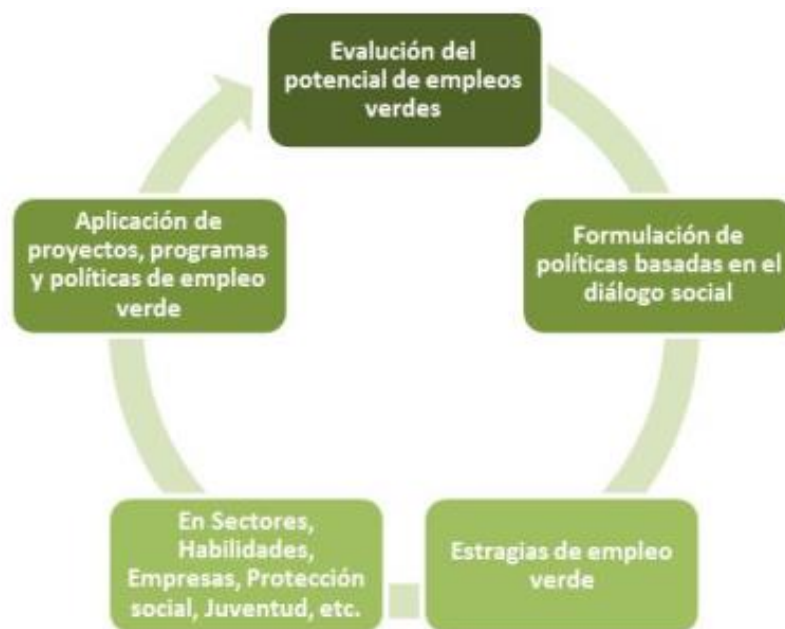 Evalución del
potencial de empleos
verdes
Formulación de
políticas basadas en el
diálogo social
Estragias de empleo
verde
En Sectores,
Habilidades,
Empresas, Protección
social, Juventud, etc.
Aplicación de
proyectos, programas
y políticas de empleo
verde